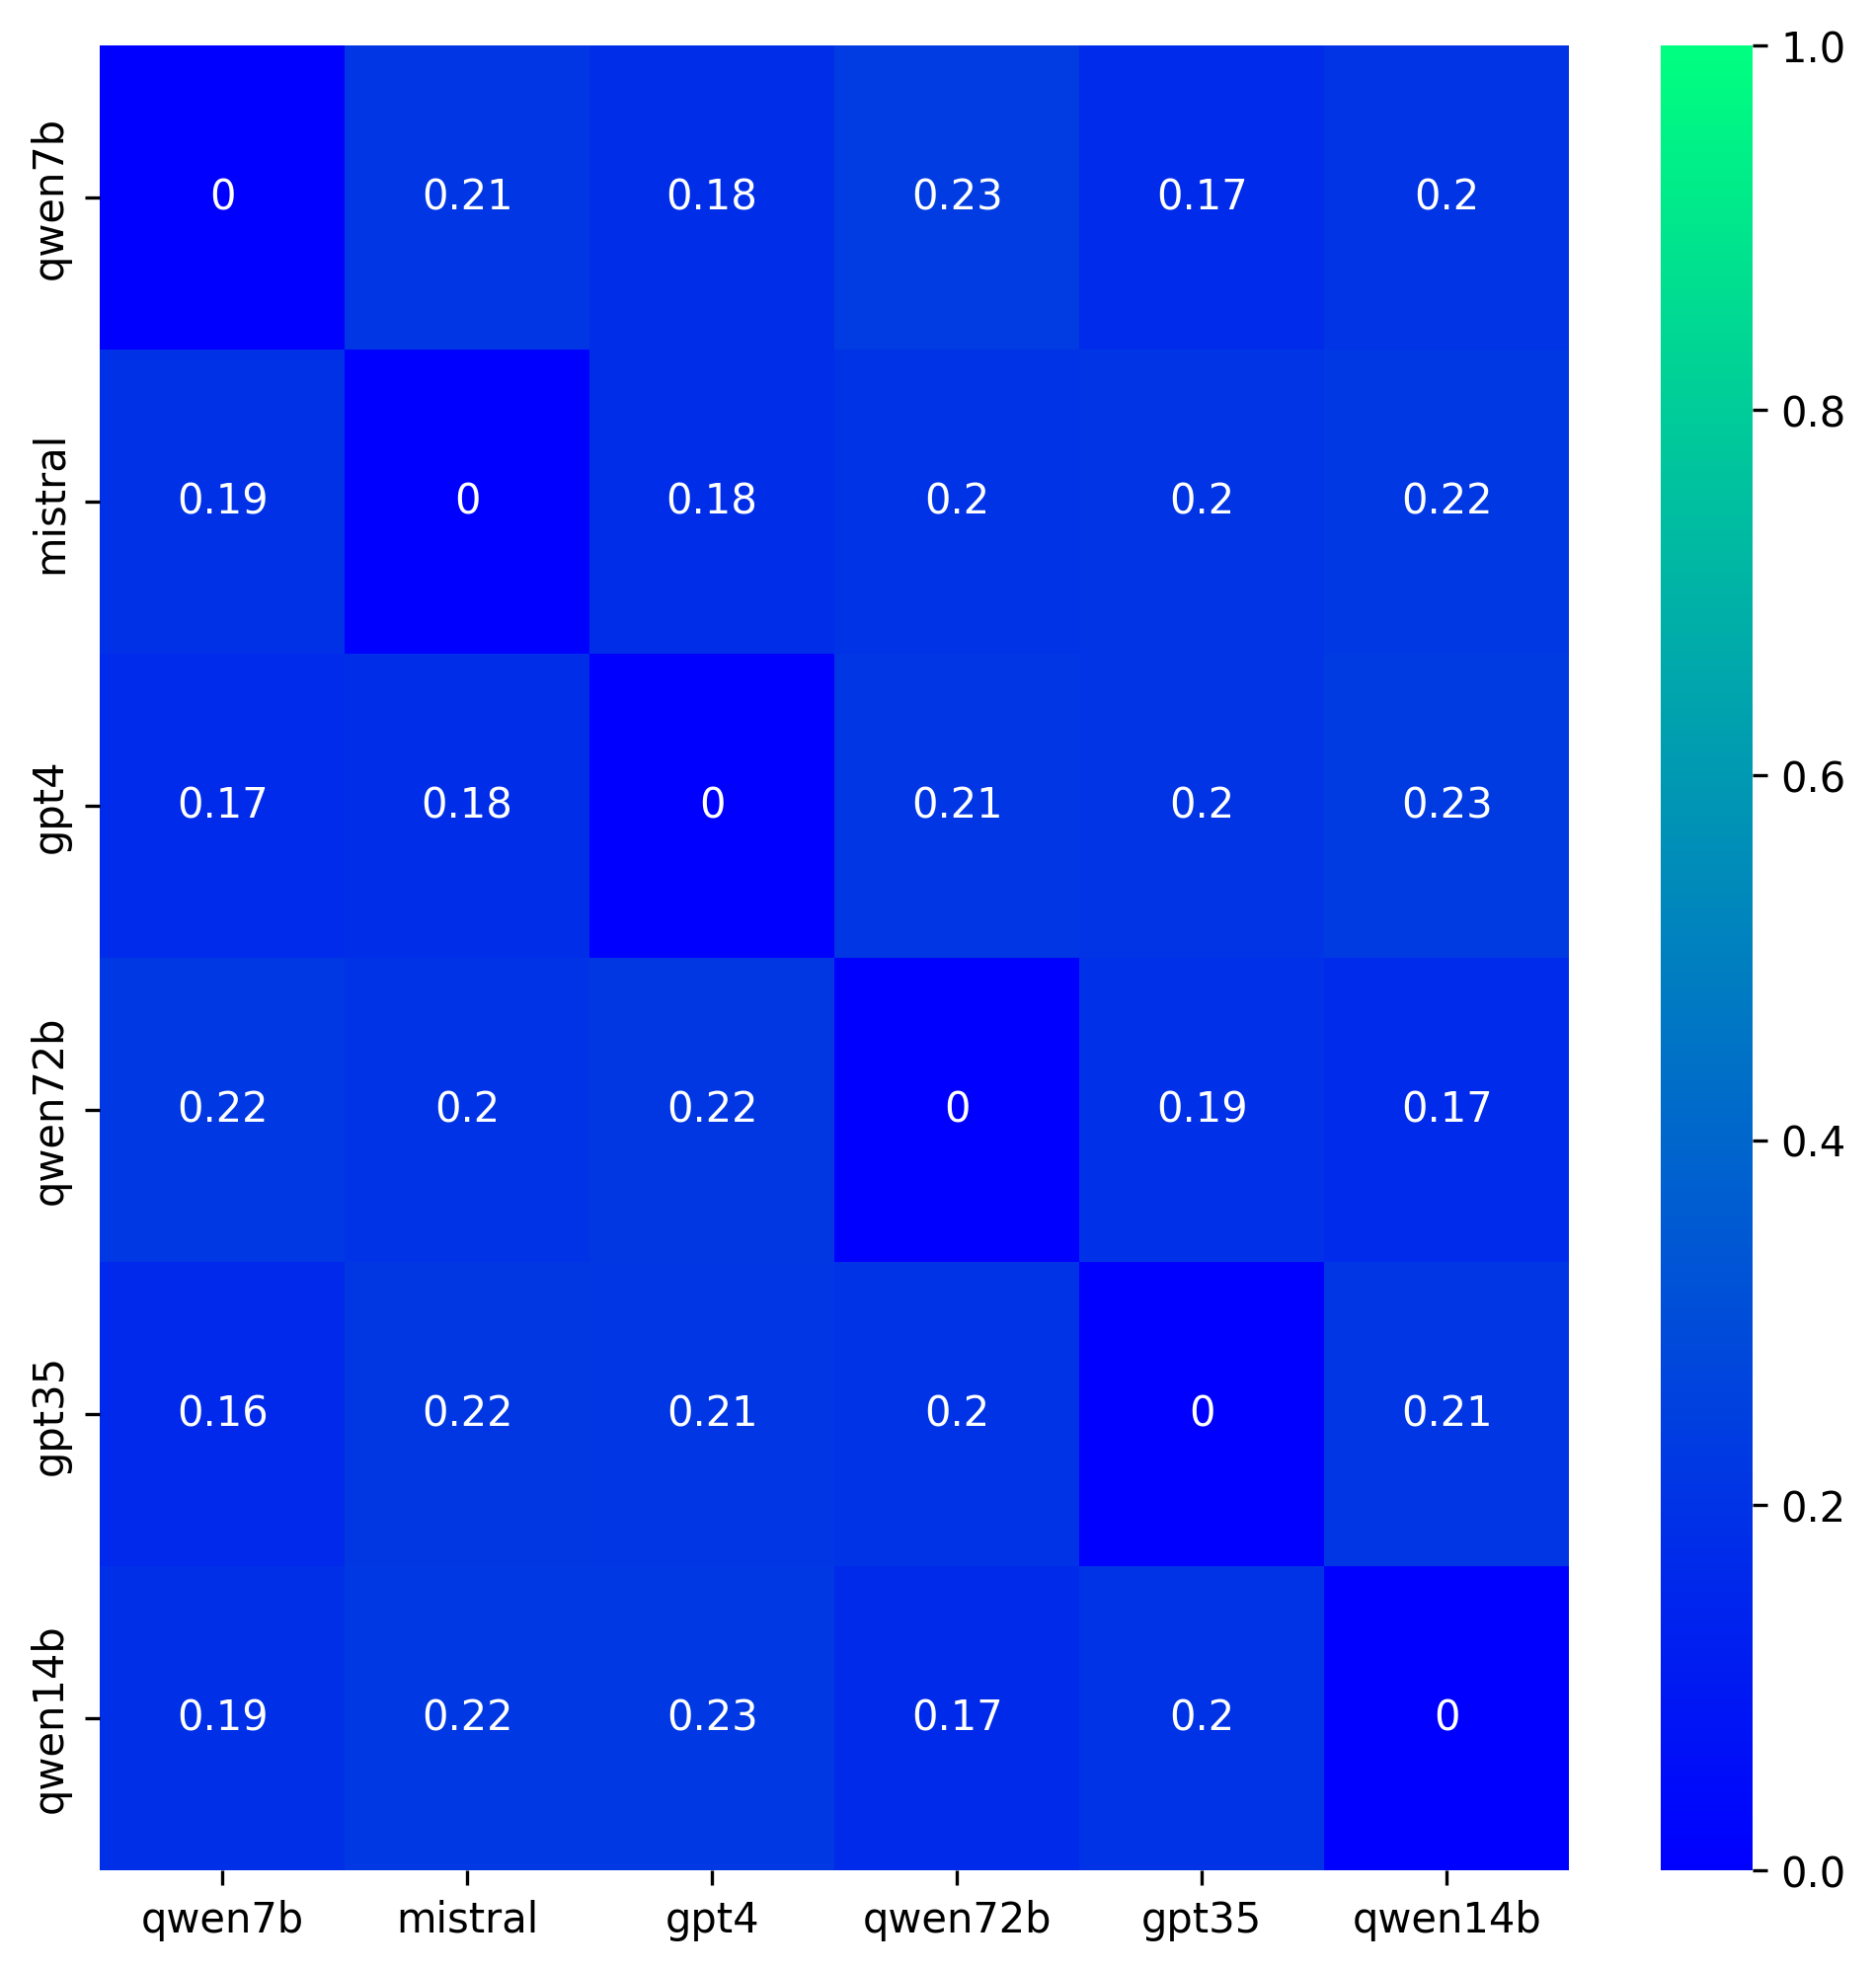 qwen7b 0 0.21 0.18 0.23 0.17 0.2
mistral 0.19 0 0.18 0.2 0.2 0.22
gpt4 0.17 0.18 0 0.21 0.2 0.23
qwen72b 0.22 0.2 0.22 0 0.19 0.17
gpt35 0.16 0.22 0.21 0.2 0 0.21
qwen14b 0.19 0.22 0.23 0.17 0.2 0
qwen7b mistral gpt4 qwen72b gpt35 qwen14b
1.0
0.8
0.6
0.4
0.2
0.0